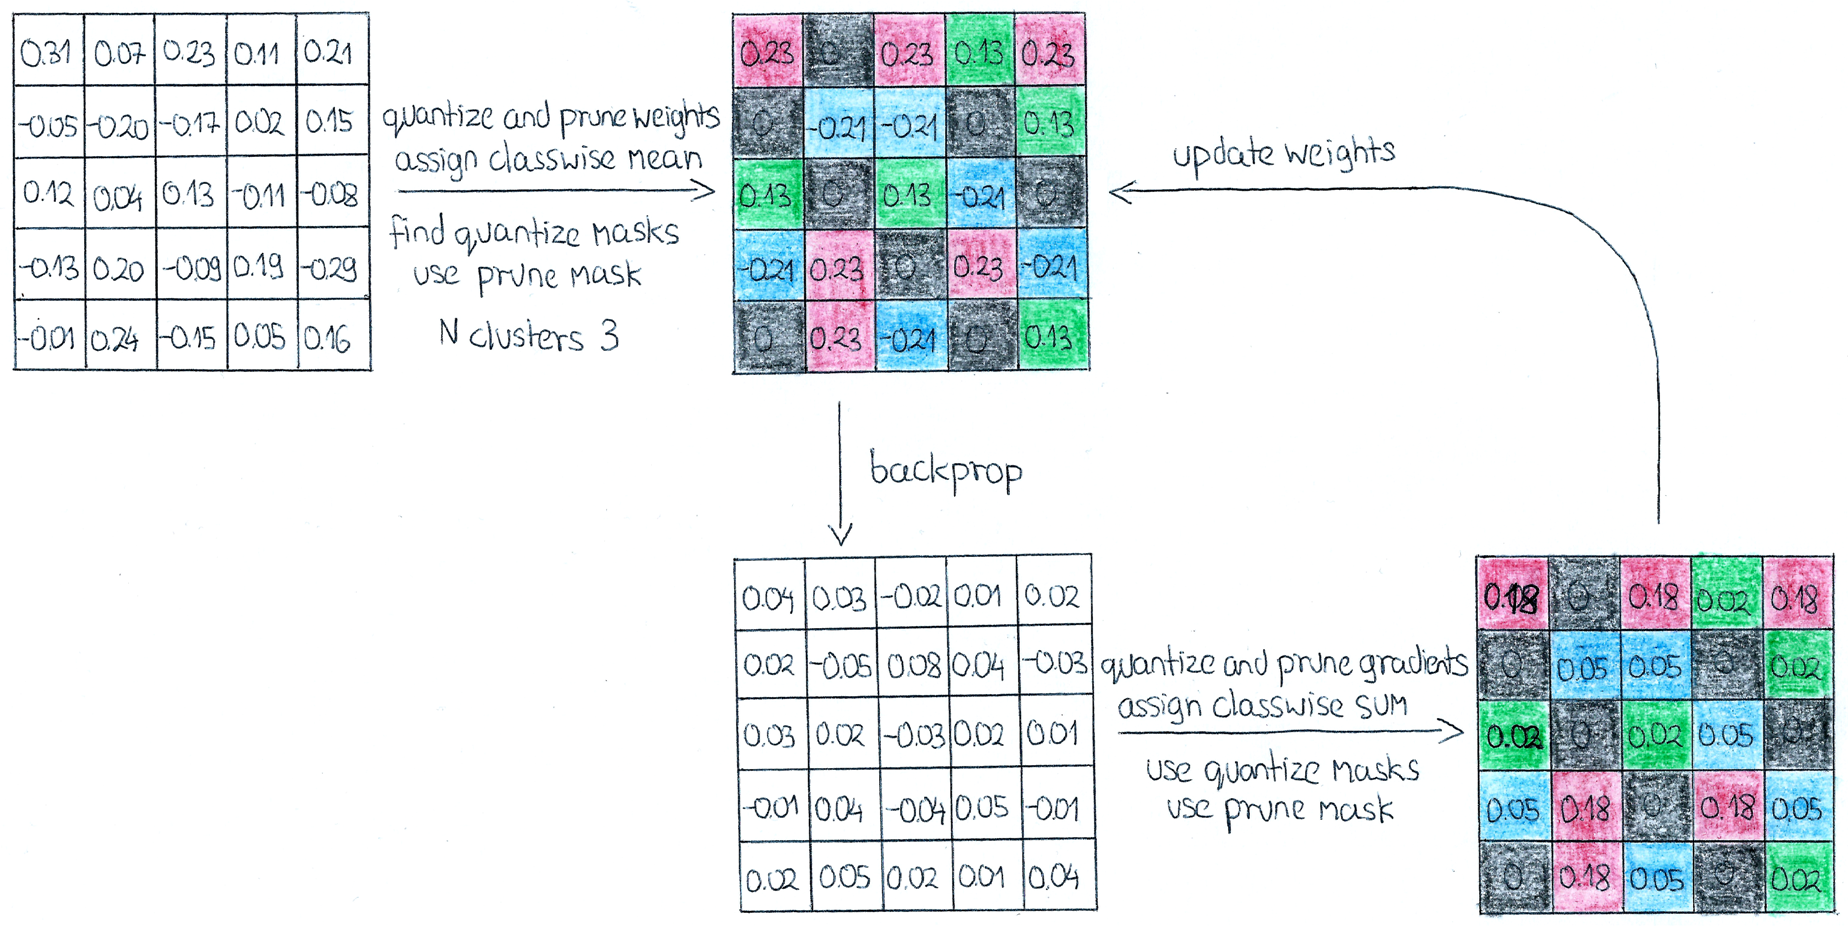 0.31 0.07 0.23 0.11 0.21
-0.05 -0.20 -0.17 0.02 0.15
0.12 0.04 0.13 -0.11 -0.08
-0.13 0.20 -0.09 0.19 -0.29
-0.01 0.24 -0.15 0.05 0.16
quantize and prune weights
assign classwise mean
find quantize masks
use prune mask
N clusters 3
0.23 0 0.23 0.13 0.23
0 -0.21 -0.21 0 0.13
0.13 0 0.13 -0.21 0
-0.21 0.23 0 0.23 -0.21
0 0.23 -0.21 0 0.13
update weights
backprop
0.04 0.03 -0.02 0.01 0.02
0.02 -0.05 0.08 0.04 -0.03
0.03 0.02 -0.03 0.02 0.01
-0.01 0.04 -0.04 0.05 -0.01
0.02 0.05 0.02 0.01 0.04
quantize and prune gradients
assign classwise SUM
use quantize masks
use prune mask
0.18 0 0.18 0.02 0.18
0 0.05 0.05 0 0.02
0.02 0 0.02 0.05
0.05 0.18 0 0.18 0.05
0 0.18 0.05 0 0.02